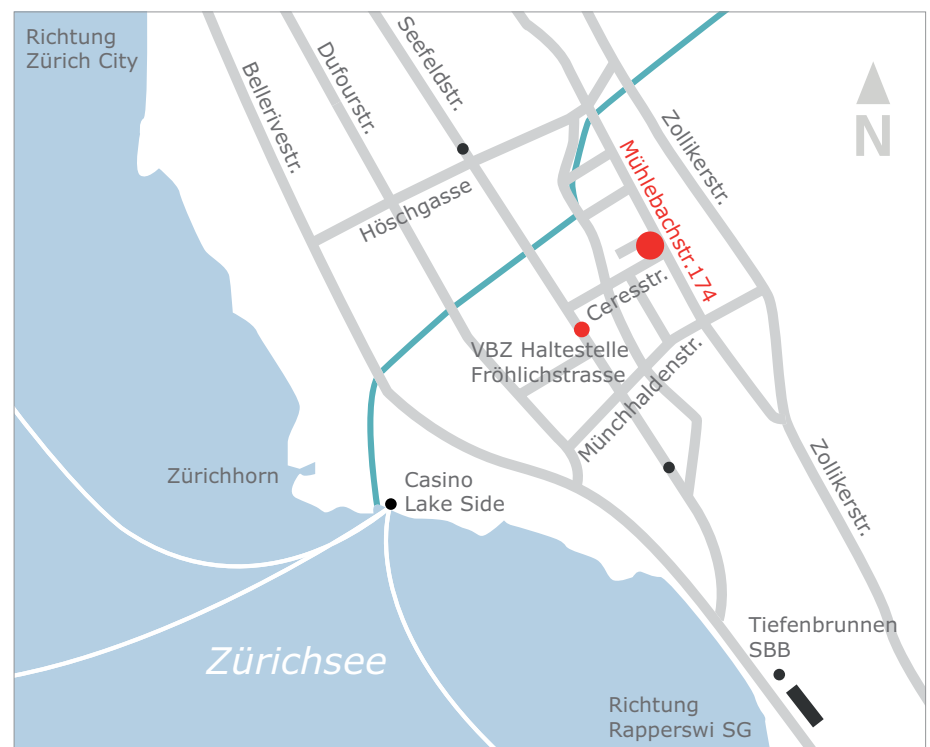 Richtung
Zürich City
Bellerivestr.
Dufourstr.
Seefeldstr.
Zollikerstr.
N
Mühlebachstr.174
Höschgasse
Ceresstr.
VBZ Haltestelle
Fröhlichstrasse
Münchhaldenstr.
Zollikerstr.
Zürichhorn
Casino
Lake Side
Zürichsee
Tiefenbrunnen
SBB
Richtung
Rapperswi SG